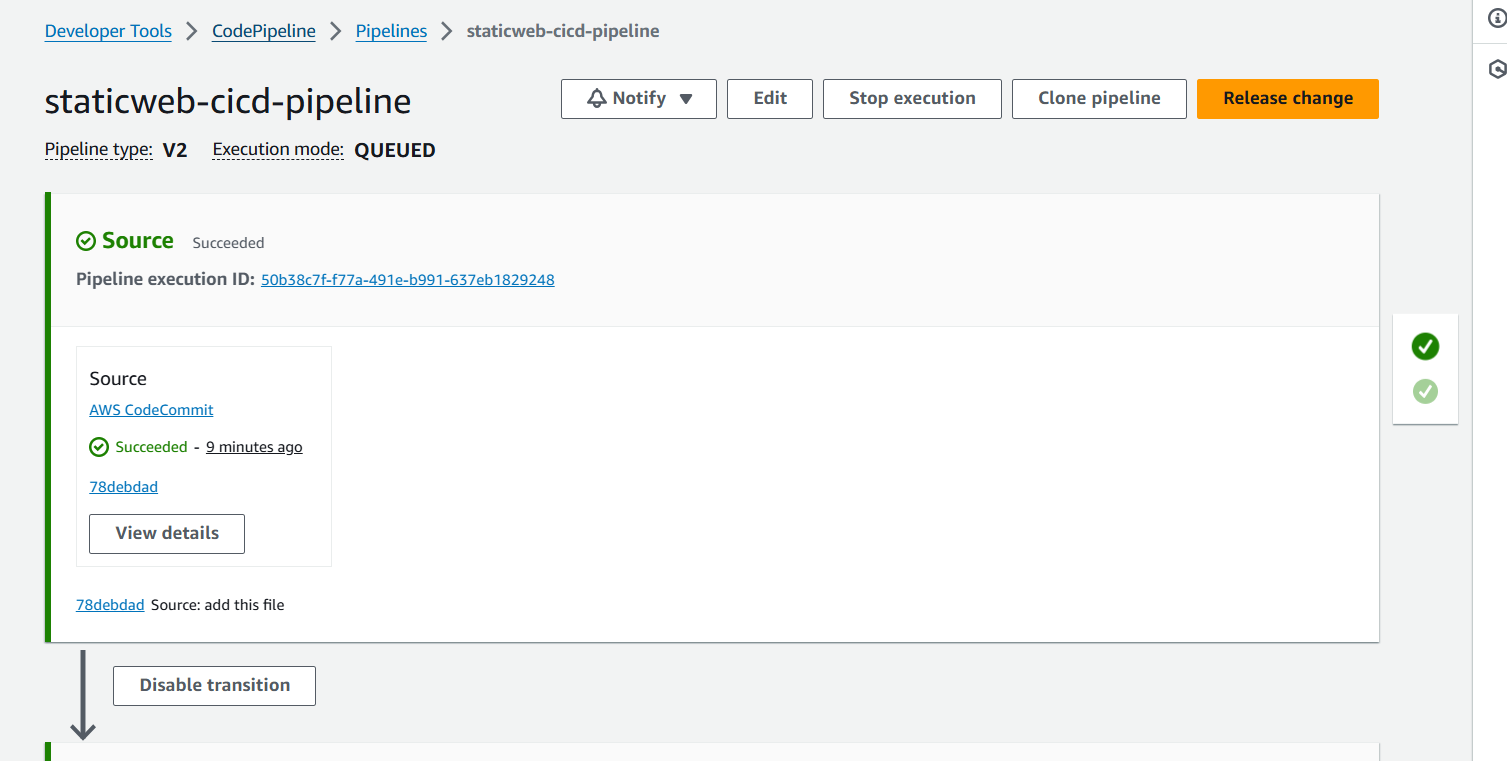 Developer Tools > CodePipeline > Pipelines > staticweb-cicd-pipeline
staticweb-cicd-pipeline
Notify
Edit
Stop execution
Clone pipeline
Release change
Pipeline type: V2 Execution mode: QUEUED
Source Succeeded
Pipeline execution ID: 50b38c7f-f77a-491e-b991-637eb1829248
Source
AWS CodeCommit
Succeeded - 9 minutes ago
78debdad
View details
78debdad Source: add this file
Disable transition